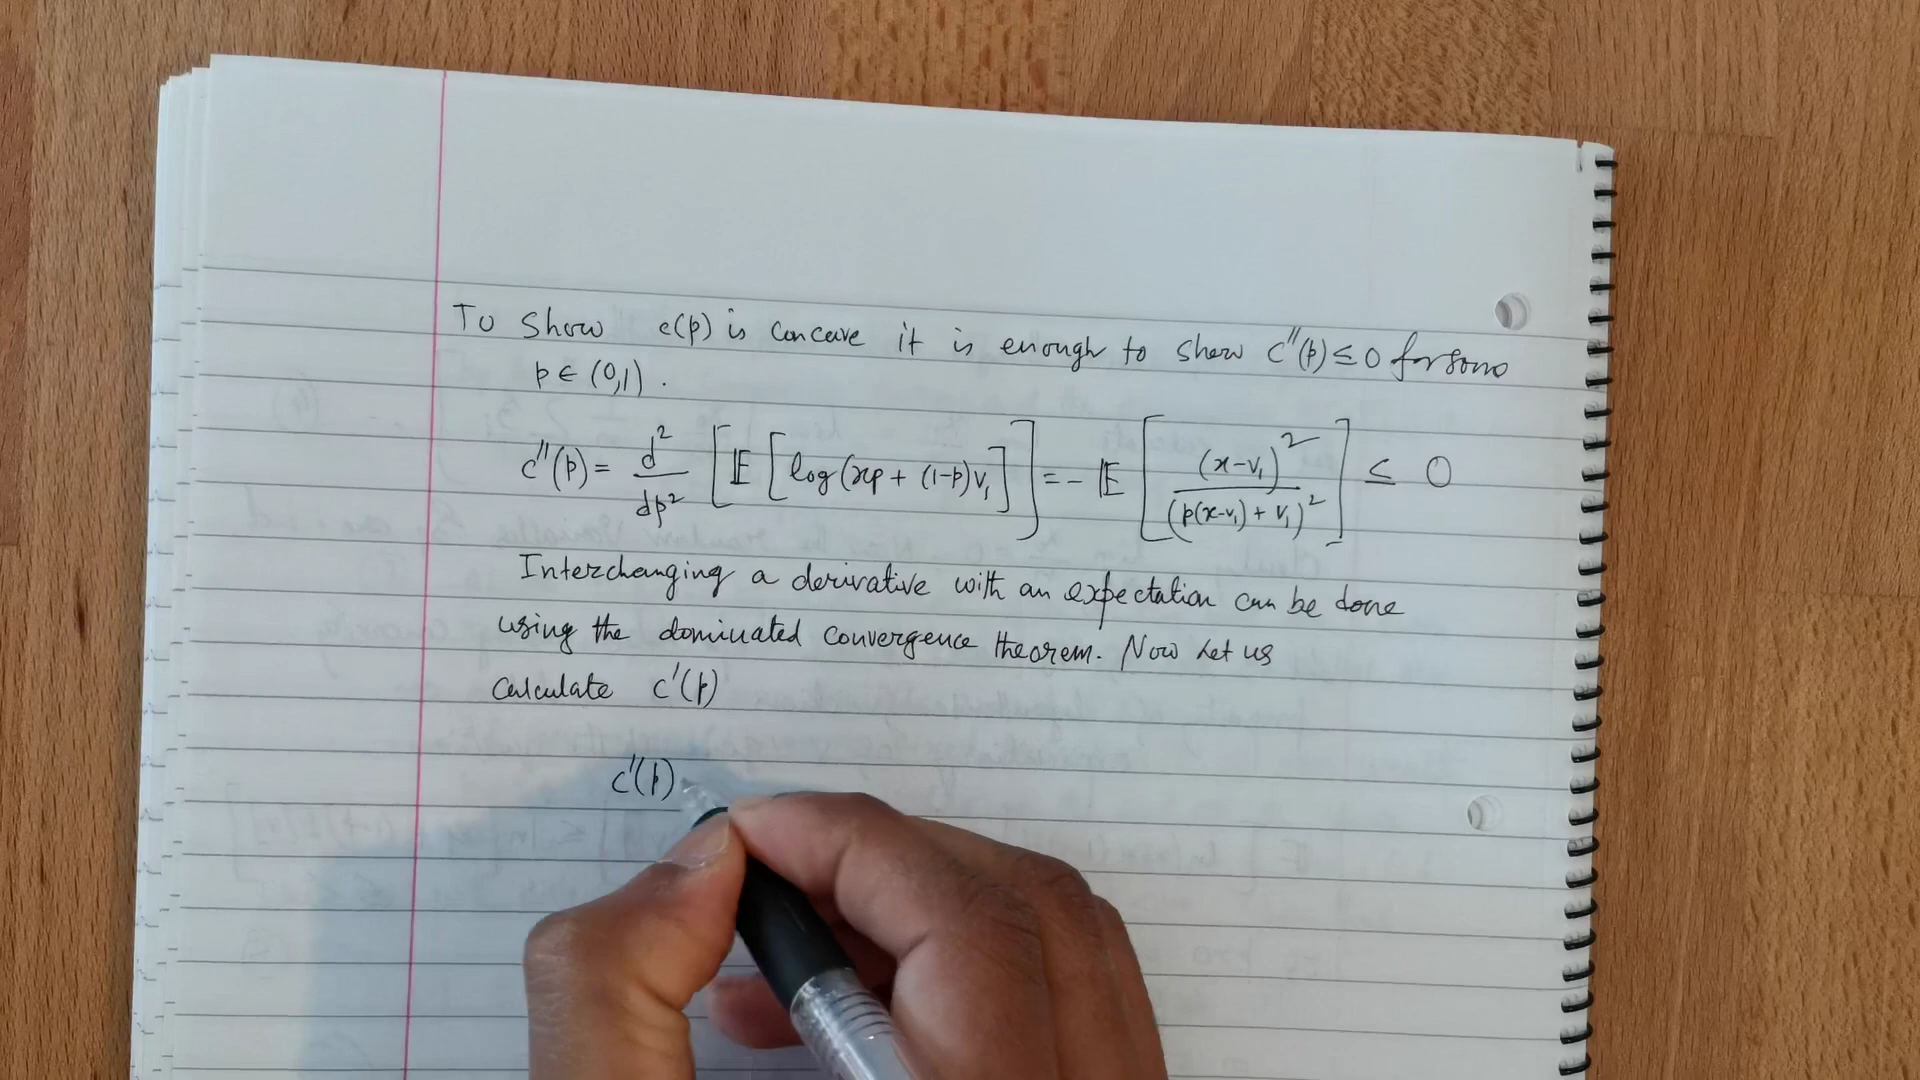 To show c(p) is concave it is enough to show c''(p) ≤ 0 for some
p ∈ (0,1).
c''(p) = d²/dp² [𝔼[log(xp + (1-p)v₁]] = - 𝔼[(x-v₁)²/(p(x-v₁)+v₁)²] ≤ 0
Interchanging a derivative with an expectation can be done
using the dominated convergence theorem. Now let us
calculate c'(p)
c'(p)